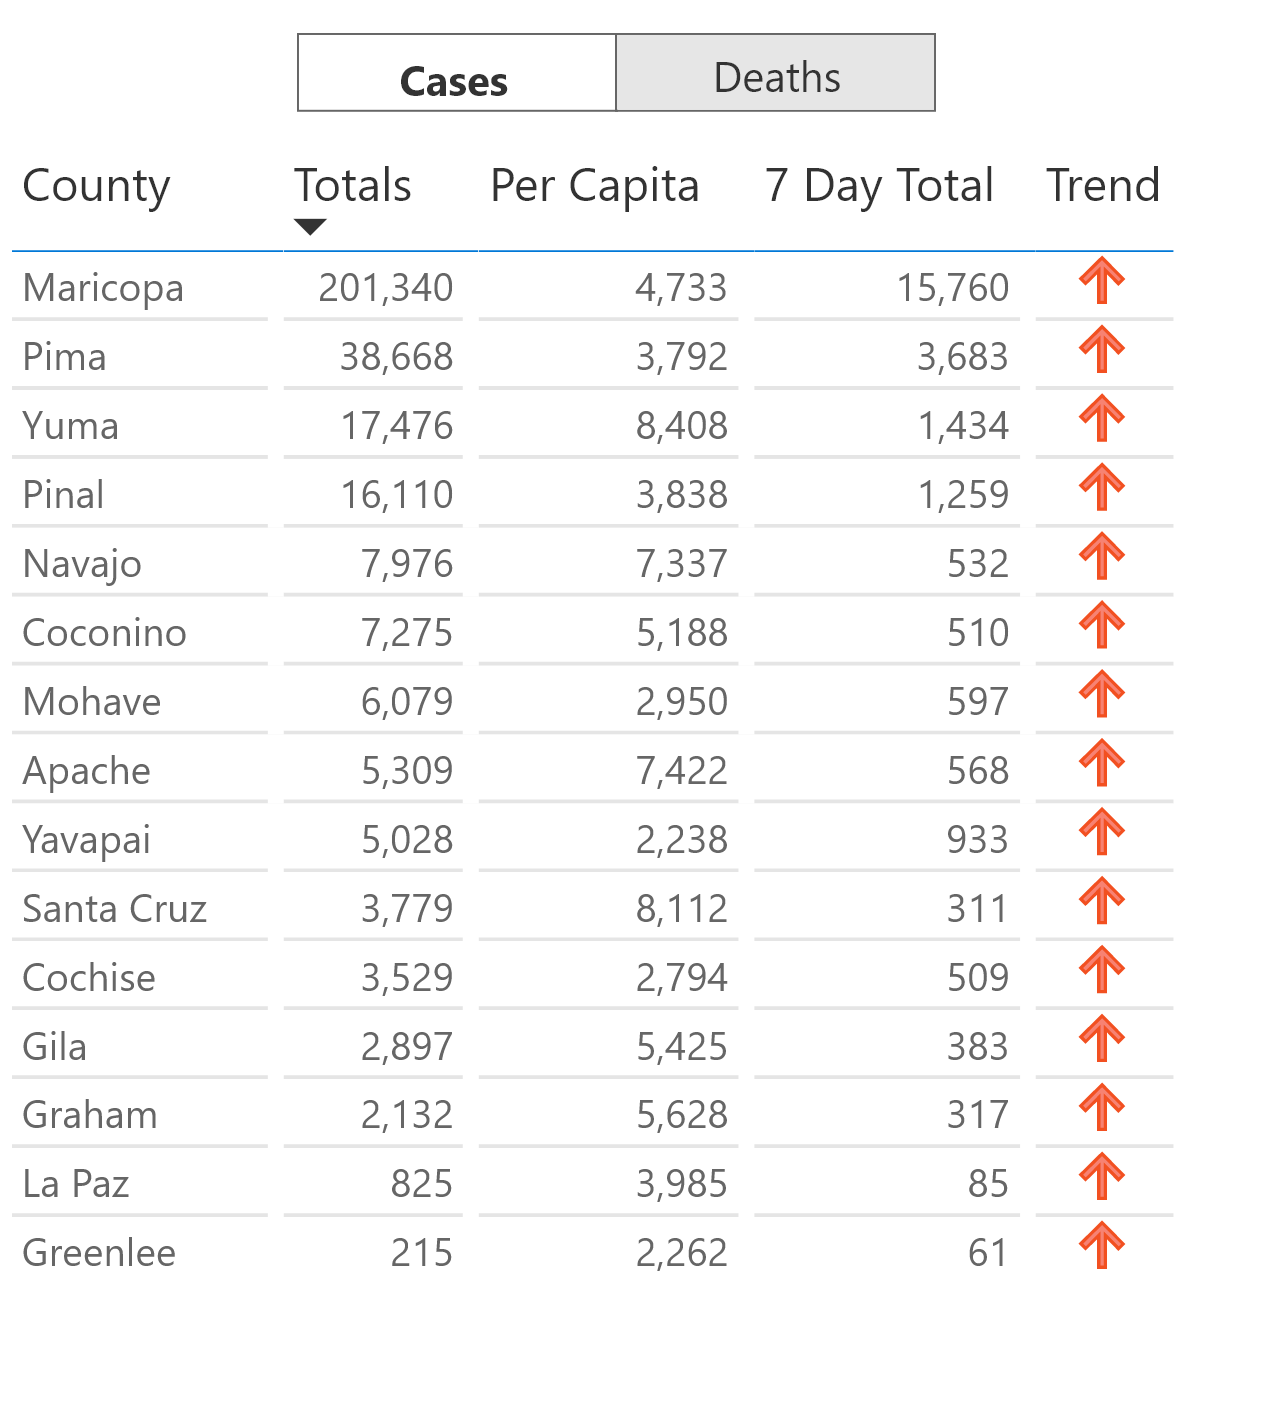 Cases Deaths
County Totals Per Capita 7 Day Total Trend
Maricopa 201,340 4,733 15,760
Pima 38,668 3,792 3,683
Yuma 17,476 8,408 1,434
Pinal 16,110 3,838 1,259
Navajo 7,976 7,337 532
Coconino 7,275 5,188 510
Mohave 6,079 2,950 597
Apache 5,309 7,422 568
Yavapai 5,028 2,238 933
Santa Cruz 3,779 8,112 311
Cochise 3,529 2,794 509
Gila 2,897 5,425 383
Graham 2,132 5,628 317
La Paz 825 3,985 85
Greenlee 215 2,262 61